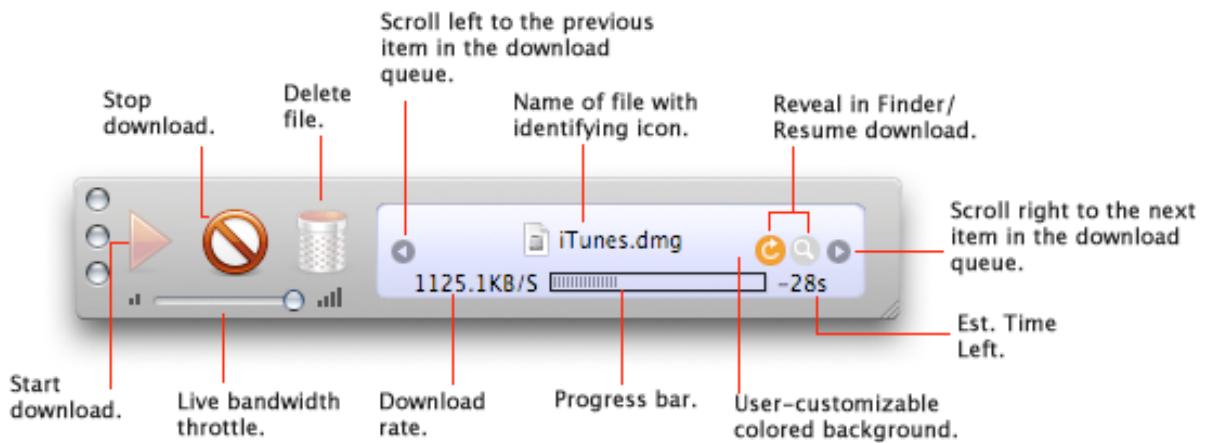 Scroll left to the previous
item in the download
queue.
Stop
download.
Delete
file.
Name of file with
identifying icon.
Reveal in Finder/
Resume download.
iTunes.dmg
1125.1KB/S
-28s
Scroll right to the next
item in the download
queue.
Est. Time
Left.
Start
download.
Live bandwidth
throttle.
Download
rate.
Progress bar.
User-customizable
colored background.